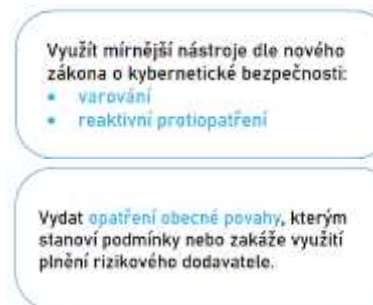 Využít mírnější nástroje dle nového
zákona o kybernetické bezpečnosti:
• varování
• reaktivní protiopatření
Vydat opatření obecné povahy, kterým
stanoví podmínky nebo zakáže využití
plnění rizikového dodavatele.